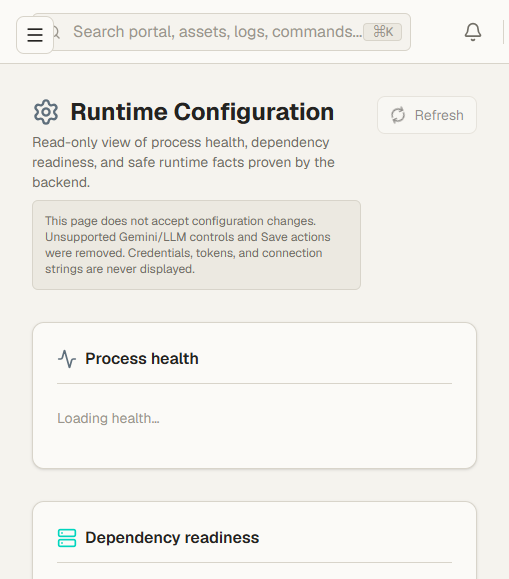 Search portal, assets, logs, commands...
⌘K
Runtime Configuration
Refresh
Read-only view of process health, dependency
readiness, and safe runtime facts proven by the
backend.
This page does not accept configuration changes.
Unsupported Gemini/LLM controls and Save actions
were removed. Credentials, tokens, and connection
strings are never displayed.
Process health
Loading health…
Dependency readiness